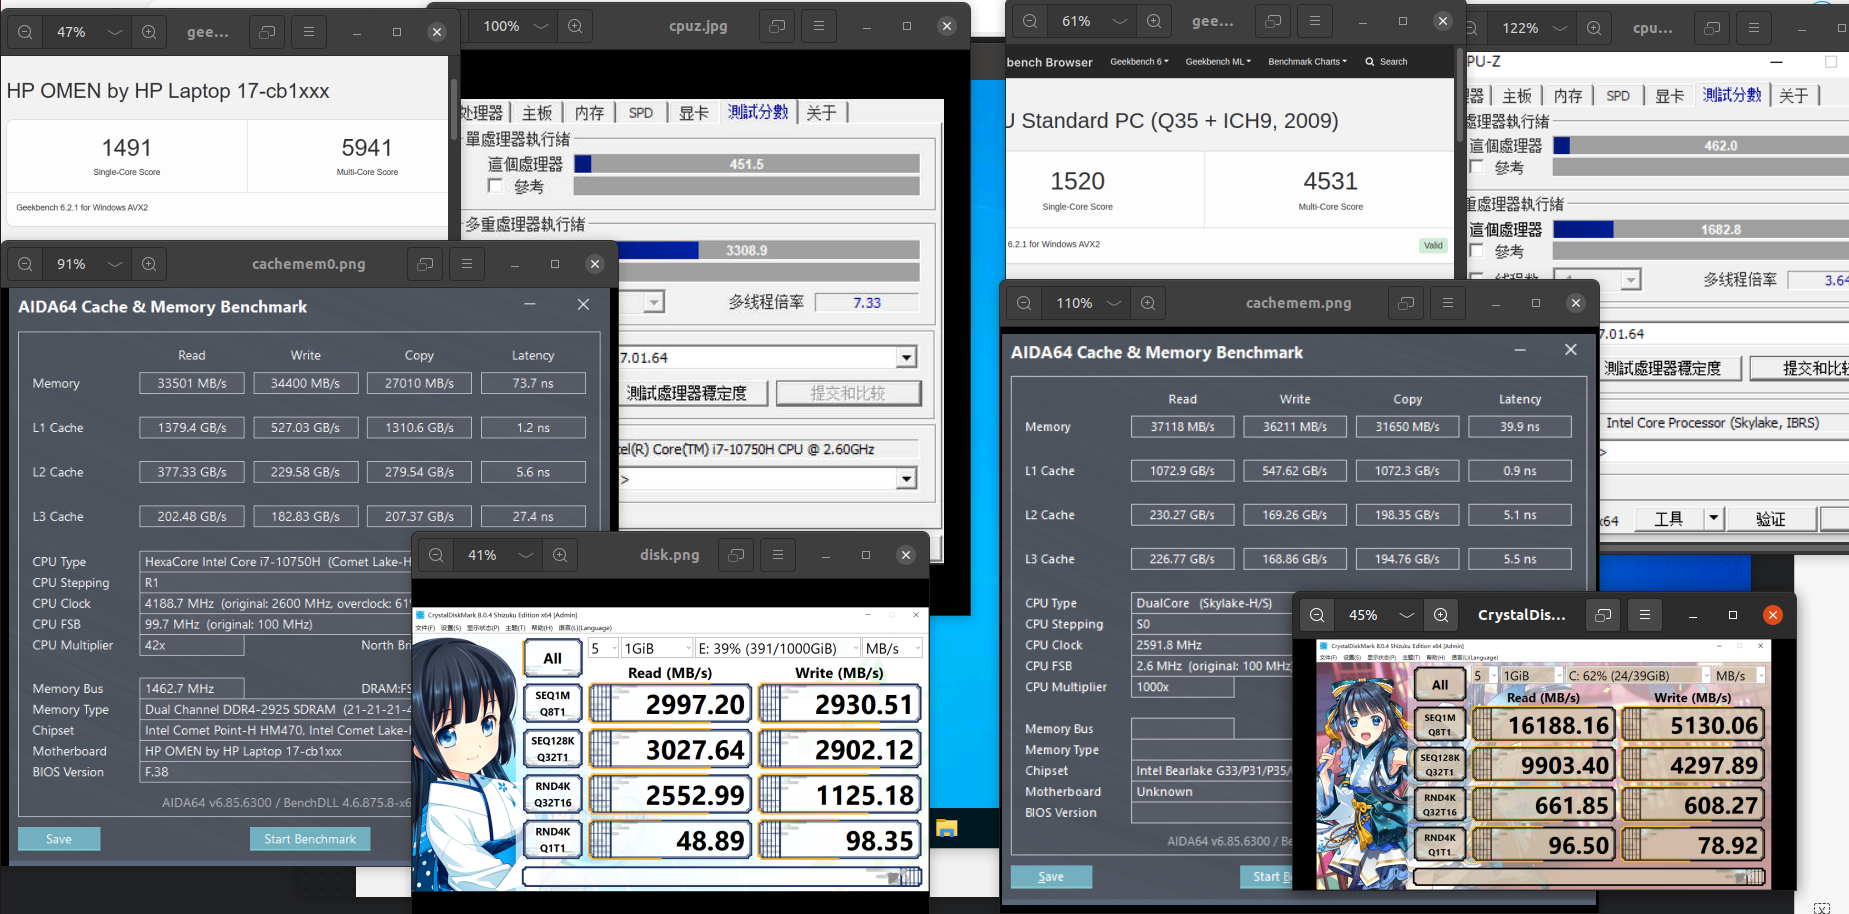 47%
gee...
HP OMEN by HP Laptop 17-cb1xxx
1491
5941
Single-Core Score
Multi-Core Score
Geekbench 6.2.1 for Windows AVX2
100%
cpuz.jpg
处理器 主板 内存 SPD 显卡 測試分數 关于
單處理器執行緒
這個處理器
451.5
參考
多重處理器執行緒
3308.9
多线程倍率
7.33
7.01.64
測試處理器穩定度
提交和比较
tel(R) Core(TM) i7-10750H CPU @ 2.60GHz
>
91%
cachemem0.png
AIDA64 Cache & Memory Benchmark
Read Write Copy Latency
Memory 33501 MB/s 34400 MB/s 27010 MB/s 73.7 ns
L1 Cache 1379.4 GB/s 527.03 GB/s 1310.6 GB/s 1.2 ns
L2 Cache 377.33 GB/s 229.58 GB/s 279.54 GB/s 5.6 ns
L3 Cache 202.48 GB/s 182.83 GB/s 207.37 GB/s 27.4 ns
CPU Type HexaCore Intel Core i7-10750H (Comet Lake-H
CPU Stepping R1
CPU Clock 4188.7 MHz (original: 2600 MHz, overclock: 61%
CPU FSB 99.7 MHz (original: 100 MHz)
CPU Multiplier 42x North Bri
Memory Bus 1462.7 MHz DRAM:FS
Memory Type Dual Channel DDR4-2925 SDRAM (21-21-21-4
Chipset Intel Comet Point-H HM470, Intel Comet Lake-
Motherboard HP OMEN by HP Laptop 17-cb1xxx
BIOS Version F.38
AIDA64 v6.85.6300 / BenchDLL 4.6.875.8-x6
Save
Start Benchmark
41%
disk.png
CrystalDiskMark 8.0.4 Shizuku Edition x64 [Admin]
文件(F) 设置(S) 显示状态(P) 主题(T) 帮助(H) 语言(L)(Language)
All 5 1GiB E: 39% (391/1000GiB) MB/s
Read (MB/s) Write (MB/s)
SEQ1M Q8T1 2997.20 2930.51
SEQ128K Q32T1 3027.64 2902.12
RND4K Q32T16 2552.99 1125.18
RND4K Q1T1 48.89 98.35
61%
gee...
bench Browser Geekbench 6 Geekbench ML Benchmark Charts Search
U Standard PC (Q35 + ICH9, 2009)
1520
4531
Single-Core Score
Multi-Core Score
6.2.1 for Windows AVX2
Valid
122%
cpu...
PU-Z
器 主板 内存 SPD 显卡 測試分數 关于
處理器執行緒
這個處理器
462.0
參考
重處理器執行緒
這個處理器
1682.8
參考
多线程倍率
3.64
7.01.64
測試處理器穩定度
提交和比较
Intel Core Processor (Skylake, IBRS)
>
x64
工具
验证
110%
cachemem.png
AIDA64 Cache & Memory Benchmark
Read Write Copy Latency
Memory 37118 MB/s 36211 MB/s 31650 MB/s 39.9 ns
L1 Cache 1072.9 GB/s 547.62 GB/s 1072.3 GB/s 0.9 ns
L2 Cache 230.27 GB/s 169.26 GB/s 198.35 GB/s 5.1 ns
L3 Cache 226.77 GB/s 168.86 GB/s 194.76 GB/s 5.5 ns
CPU Type DualCore (Skylake-H/S)
CPU Stepping S0
CPU Clock 2591.8 MHz
CPU FSB 2.6 MHz (original: 100 MHz
CPU Multiplier 1000x
Memory Bus
Memory Type
Chipset Intel Bearlake G33/P31/P35/
Motherboard Unknown
BIOS Version
AIDA64 v6.85.6300 / Be
Save
Start B
45%
CrystalDis...
CrystalDiskMark 8.0.4 Shizuku Edition x64 [Admin]
文件(F) 设置(S) 显示状态(P) 主题(T) 帮助(H) 语言(L)(Language)
All 5 1GiB C: 62% (24/39GiB) MB/s
Read (MB/s) Write (MB/s)
SEQ1M Q8T1 16188.16 5130.06
SEQ128K Q32T1 9903.40 4297.89
RND4K Q32T16 661.85 608.27
RND4K Q1T1 96.50 78.92